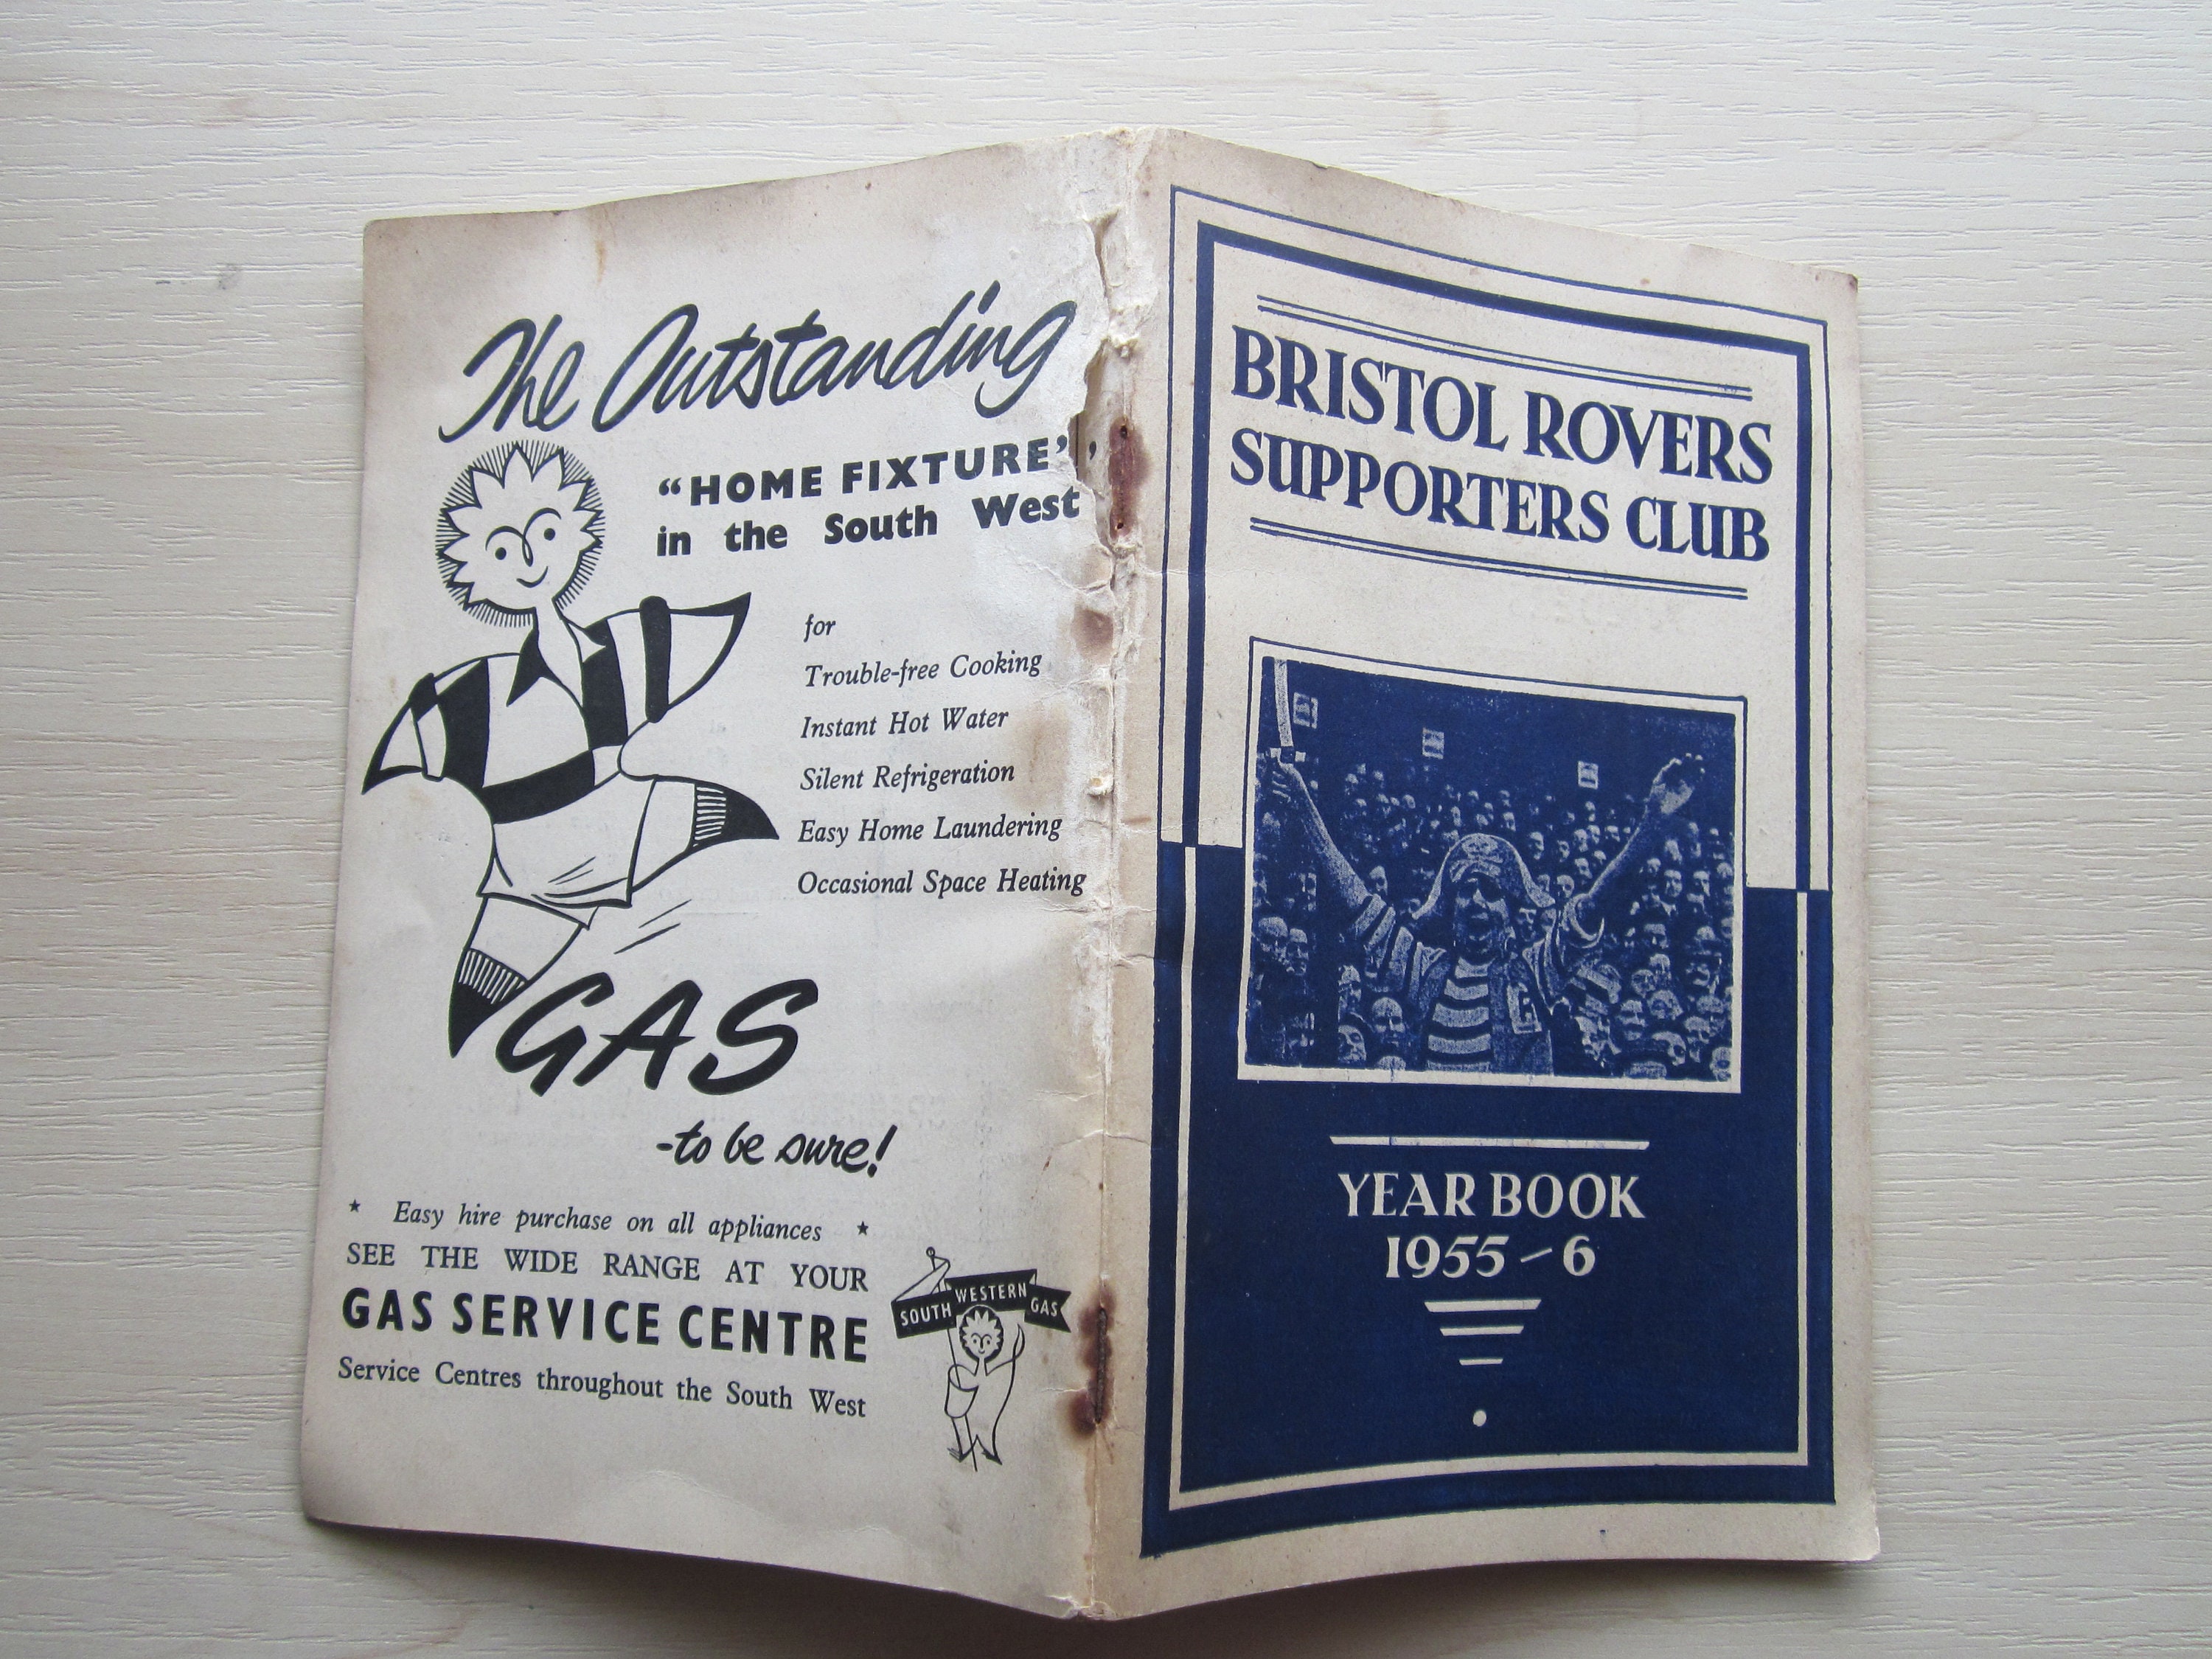 The Outstanding
“HOME FIXTURE”
in the South West
for
Trouble-free Cooking
Instant Hot Water
Silent Refrigeration
Easy Home Laundering
Occasional Space Heating
GAS
-to be sure!
★ Easy hire purchase on all appliances ★
SEE THE WIDE RANGE AT YOUR
GAS SERVICE CENTRE
Service Centres throughout the South West
SOUTH WESTERN GAS
BRISTOL ROVERS
SUPPORTERS CLUB
YEAR BOOK
1955-6